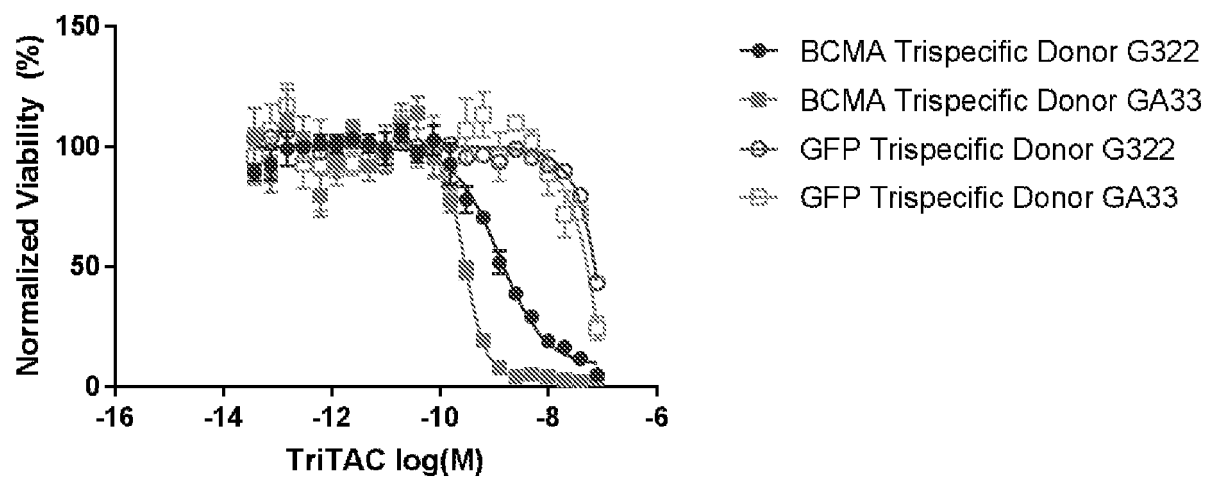 150
100
50
0
Normalized Viability (%)
-16
-14
-12
-10
-8
-6
TriTAC log(M)
BCMA Trispecific Donor G322
BCMA Trispecific Donor GA33
GFP Trispecific Donor G322
GFP Trispecific Donor GA33